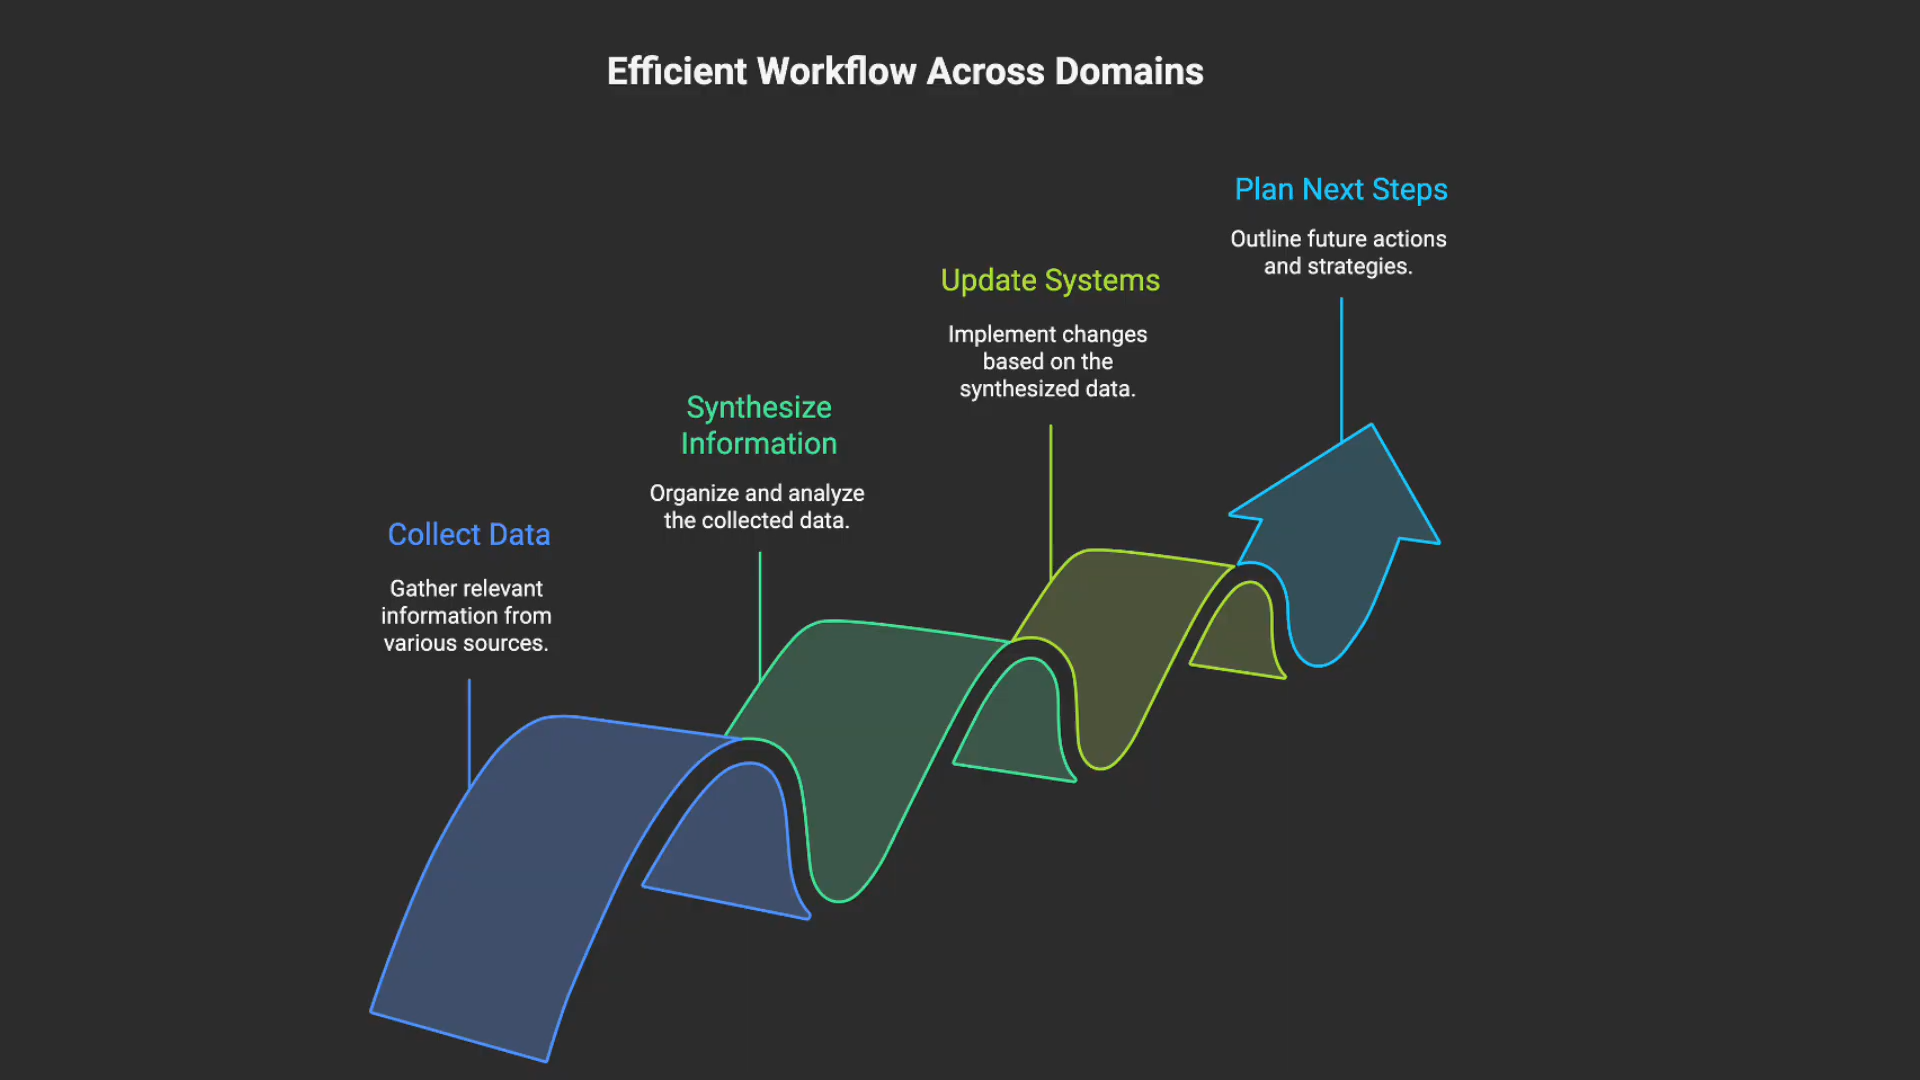 Efficient Workflow Across Domains
Collect Data
Gather relevant
information from
various sources.
Synthesize
Information
Organize and analyze
the collected data.
Update Systems
Implement changes
based on the
synthesized data.
Plan Next Steps
Outline future actions
and strategies.